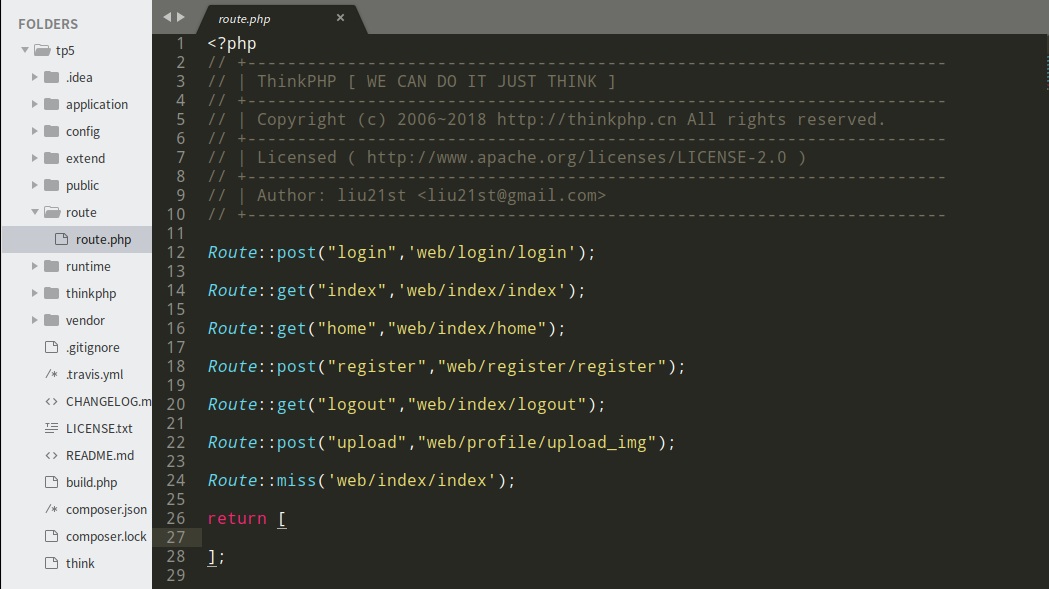 FOLDERS
tp5
.idea
application
config
extend
public
route
route.php
runtime
thinkphp
vendor
.gitignore
.travis.yml
CHANGELOG.m
LICENSE.txt
README.md
build.php
composer.json
composer.lock
think
route.php
1 <?php
2 // +----------------------------------------------------------------------
3 // | ThinkPHP [ WE CAN DO IT JUST THINK ]
4 // +----------------------------------------------------------------------
5 // | Copyright (c) 2006~2018 http://thinkphp.cn All rights reserved.
6 // +----------------------------------------------------------------------
7 // | Licensed ( http://www.apache.org/licenses/LICENSE-2.0 )
8 // +----------------------------------------------------------------------
9 // | Author: liu21st <liu21st@gmail.com>
10 // +----------------------------------------------------------------------
11
12 Route::post("login",'web/login/login');
13
14 Route::get("index",'web/index/index');
15
16 Route::get("home","web/index/home");
17
18 Route::post("register","web/register/register");
19
20 Route::get("logout","web/index/logout");
21
22 Route::post("upload","web/profile/upload_img");
23
24 Route::miss('web/index/index');
25
26 return [
27
28 ];
29